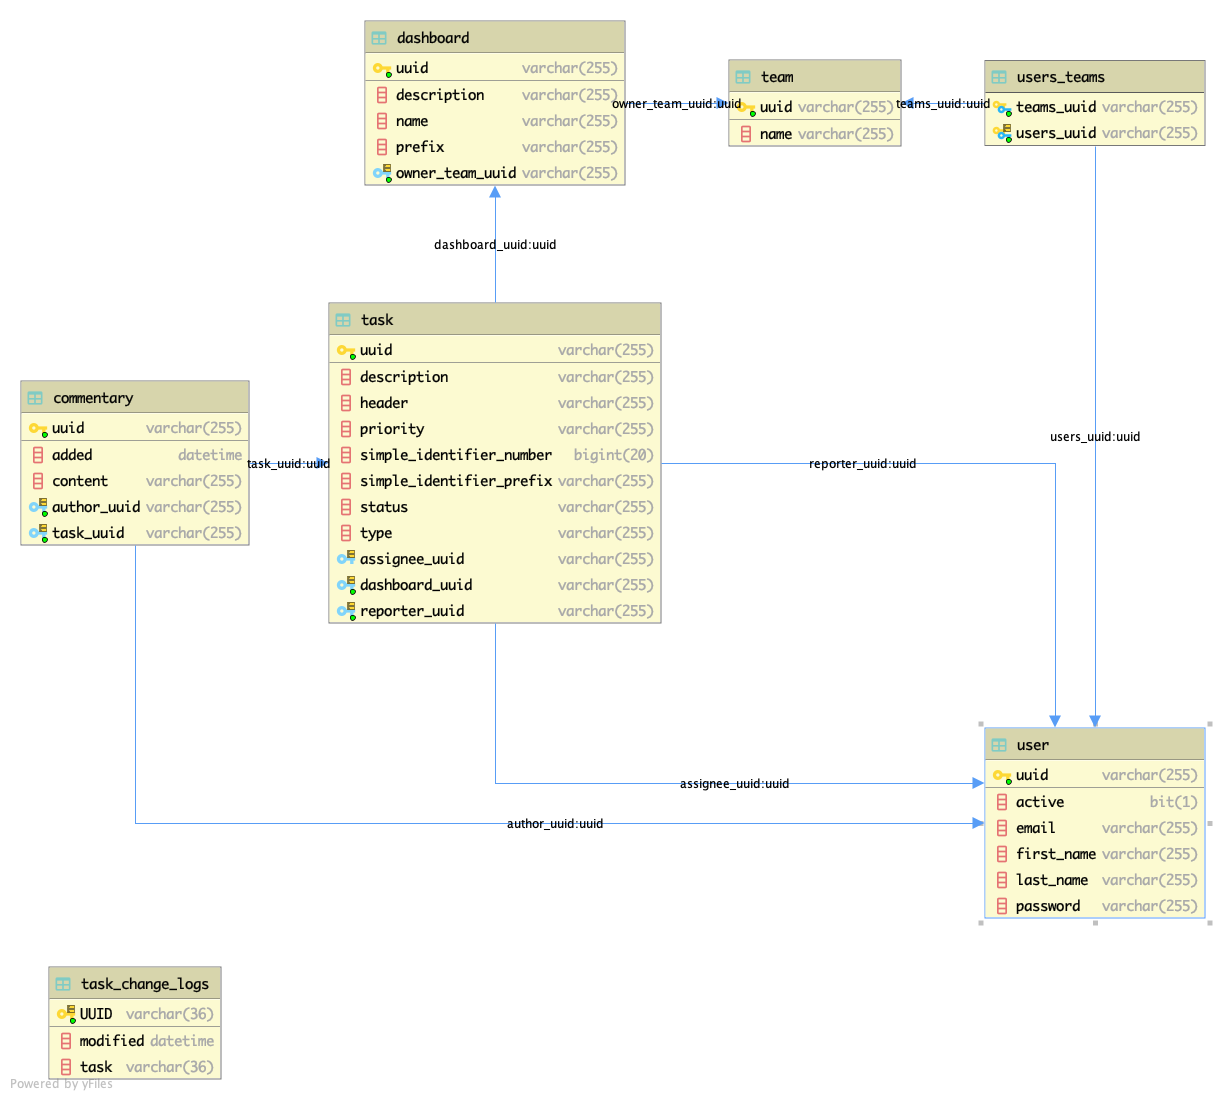 dashboard
uuid varchar(255)
description varchar(255)
name varchar(255)
prefix varchar(255)
owner_team_uuid varchar(255)
owner_team_uuid:uuid
team
uuid varchar(255)
name varchar(255)
teams_uuid:uuid
users_teams
teams_uuid varchar(255)
users_uuid varchar(255)
dashboard_uuid:uuid
task
uuid varchar(255)
description varchar(255)
header varchar(255)
priority varchar(255)
simple_identifier_number bigint(20)
simple_identifier_prefix varchar(255)
status varchar(255)
type varchar(255)
assignee_uuid varchar(255)
dashboard_uuid varchar(255)
reporter_uuid varchar(255)
commentary
uuid varchar(255)
added datetime
content varchar(255)
author_uuid varchar(255)
task_uuid varchar(255)
task_uuid:uuid
users_uuid:uuid
reporter_uuid:uuid
assignee_uuid:uuid
author_uuid:uuid
user
uuid varchar(255)
active bit(1)
email varchar(255)
first_name varchar(255)
last_name varchar(255)
password varchar(255)
task_change_logs
UUID varchar(36)
modified datetime
task varchar(36)
Powered by yFiles